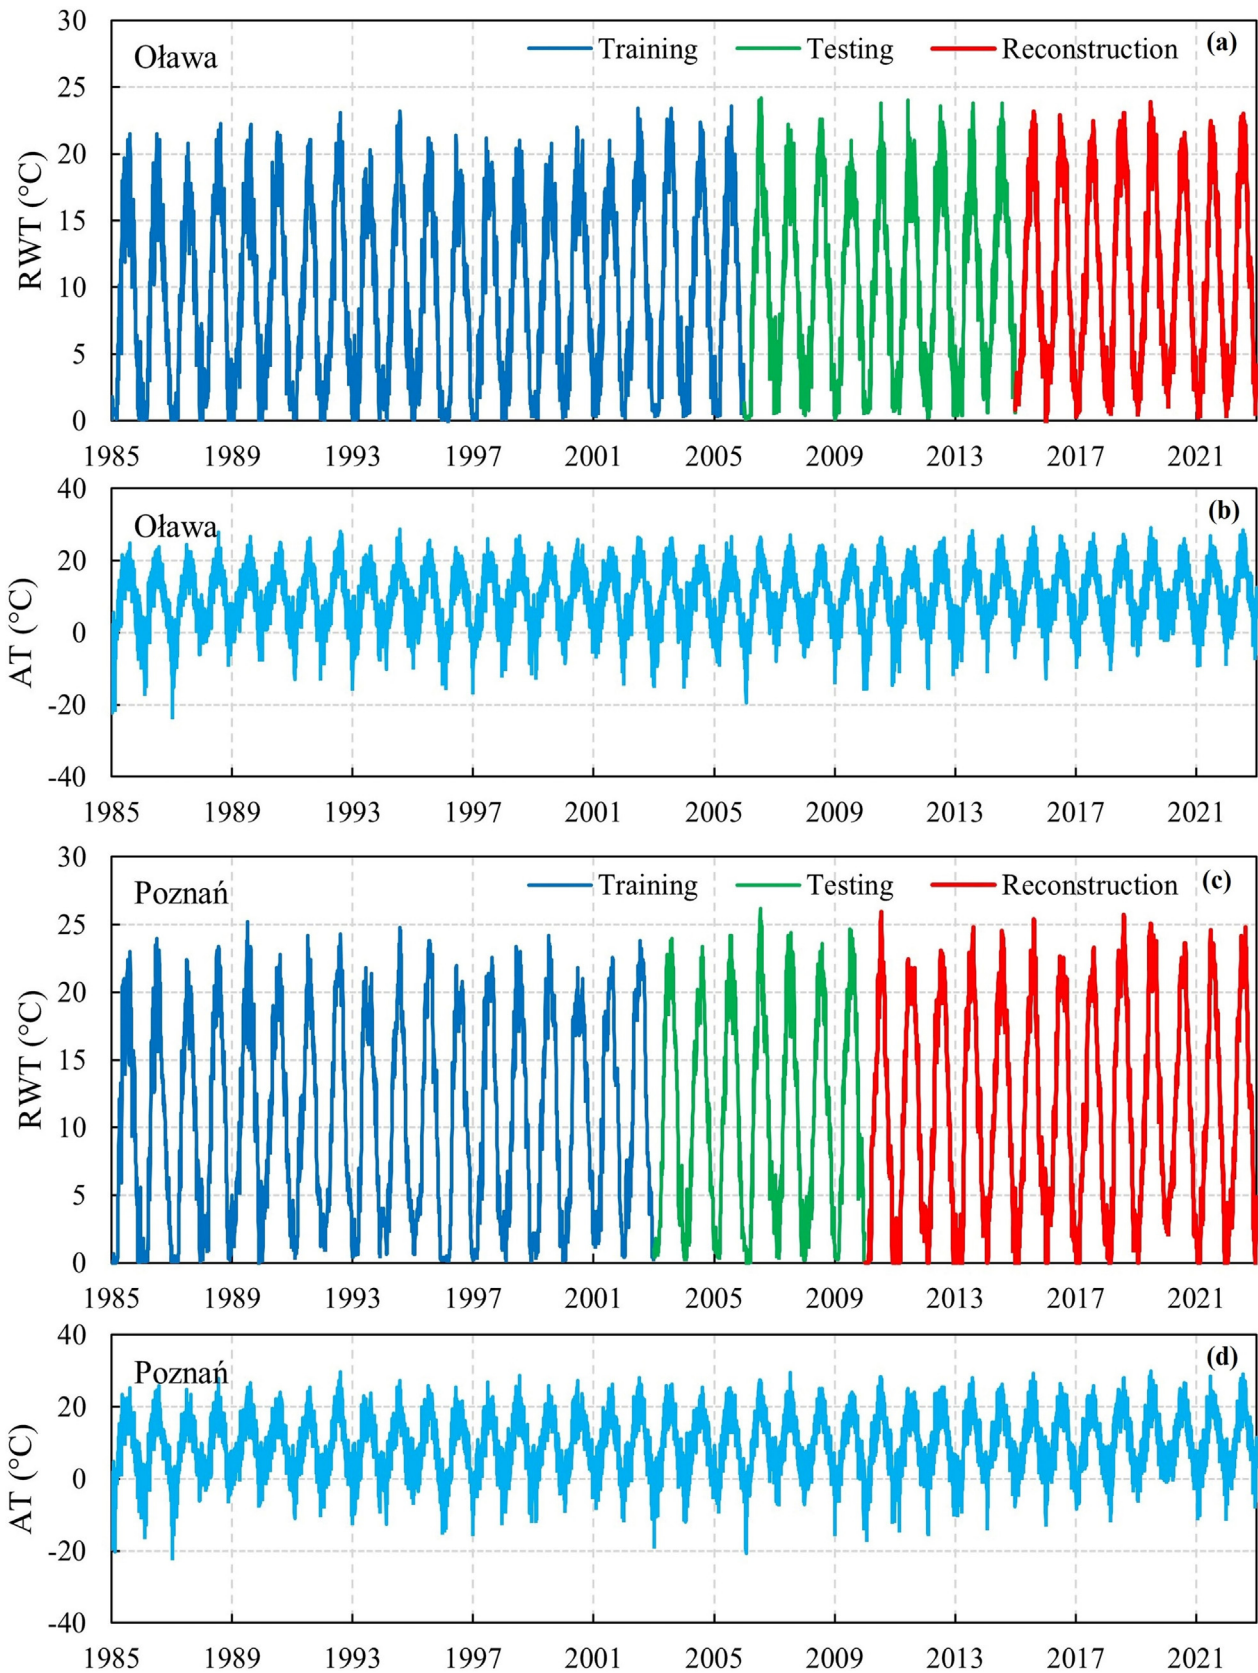 30
Oława
Training
Testing
Reconstruction
(a)
25
20
15
10
5
0
RWT (°C)
1985 1989 1993 1997 2001 2005 2009 2013 2017 2021
40
Oława
(b)
20
0
-20
-40
AT (°C)
1985 1989 1993 1997 2001 2005 2009 2013 2017 2021
30
Poznań
Training
Testing
Reconstruction
(c)
25
20
15
10
5
0
RWT (°C)
1985 1989 1993 1997 2001 2005 2009 2013 2017 2021
40
Poznań
(d)
20
0
-20
-40
AT (°C)
1985 1989 1993 1997 2001 2005 2009 2013 2017 2021